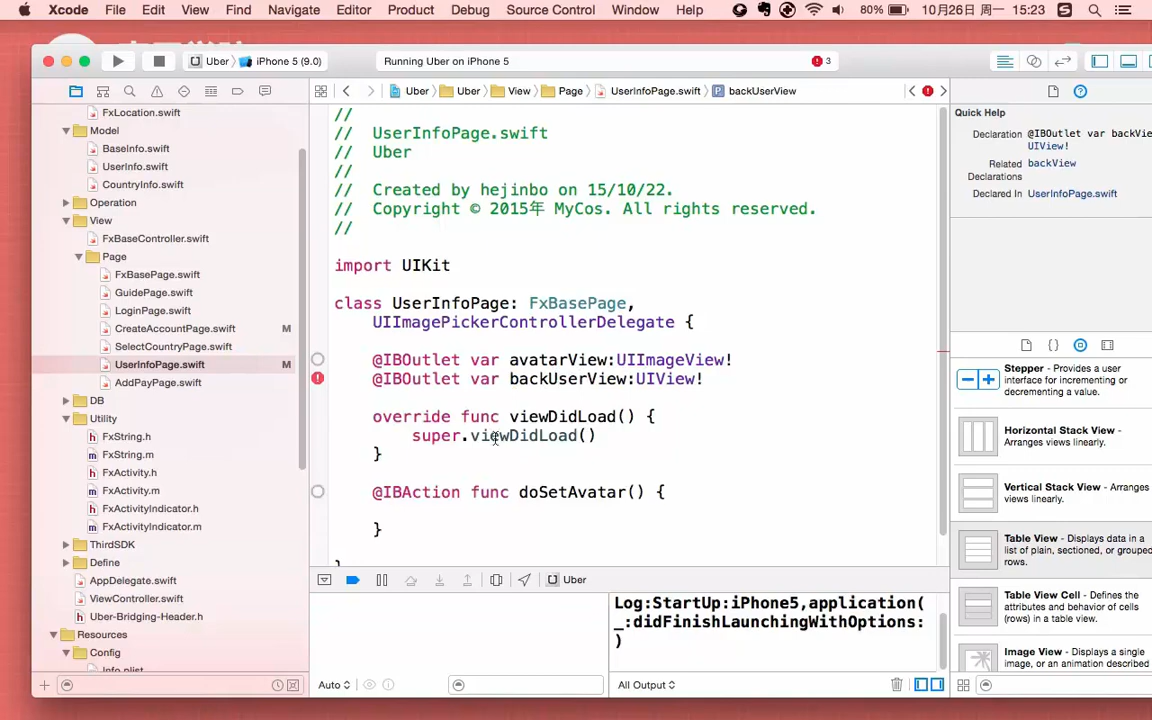 Xcode File Edit View Find Navigate Editor Product Debug Source Control Window Help 80% 10月26日 周一 15:23
Uber iPhone 5 (9.0) Running Uber on iPhone 5 3
Uber Uber View Page UserInfoPage.swift backUserView
FxLocation.swift
Model
BaseInfo.swift
UserInfo.swift
CountryInfo.swift
Operation
View
FxBaseController.swift
Page
FxBasePage.swift
GuidePage.swift
LoginPage.swift
CreateAccountPage.swift M
SelectCountryPage.swift
UserInfoPage.swift M
AddPayPage.swift
DB
Utility
FxString.h
FxString.m
FxActivity.h
FxActivity.m
FxActivityIndicator.h
FxActivityIndicator.m
ThirdSDK
Define
AppDelegate.swift
ViewController.swift
Uber-Bridging-Header.h
Resources
Config
Info.plist
//
// UserInfoPage.swift
// Uber
//
// Created by hejinbo on 15/10/22.
// Copyright © 2015年 MyCos. All rights reserved.
//
import UIKit
class UserInfoPage: FxBasePage,
UIImagePickerControllerDelegate {
@IBOutlet var avatarView:UIImageView!
@IBOutlet var backUserView:UIView!
override func viewDidLoad() {
super.viewDidLoad()
}
@IBAction func doSetAvatar() {
}
}
Uber
Log:StartUp:iPhone5,application(
_:didFinishLaunchingWithOptions:
)
Auto
All Output
Quick Help
Declaration @IBOutlet var backView
UIView!
Related backView
Declarations
Declared In UserInfoPage.swift
Stepper - Provides a user
interface for incrementing or
decrementing a value.
Horizontal Stack View -
Arranges views linearly.
Vertical Stack View - Arranges
views linearly.
Table View - Displays data in a
list of plain, sectioned, or grouped
rows.
Table View Cell - Defines the
attributes and behavior of cells
(rows) in a table view.
Image View - Displays a single
image, or an animation described